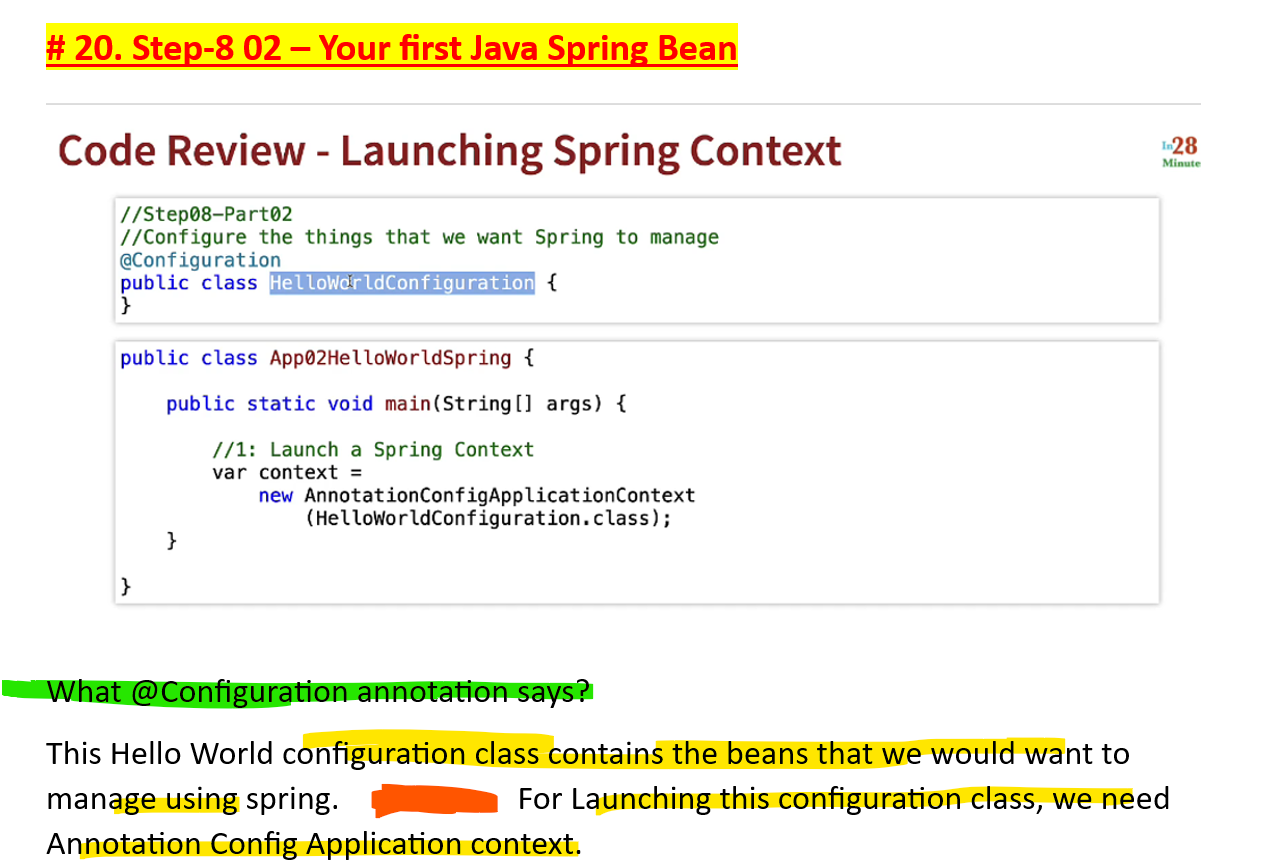 # 20. Step-8 02 – Your first Java Spring Bean
Code Review - Launching Spring Context
In28
Minute
//Step08-Part02
//Configure the things that we want Spring to manage
@Configuration
public class HelloWorldConfiguration {
}
public class App02HelloWorldSpring {
public static void main(String[] args) {
//1: Launch a Spring Context
var context =
new AnnotationConfigApplicationContext
(HelloWorldConfiguration.class);
}
}
What @Configuration annotation says?
This Hello World configuration class contains the beans that we would want to
manage using spring. For Launching this configuration class, we need
Annotation Config Application context.